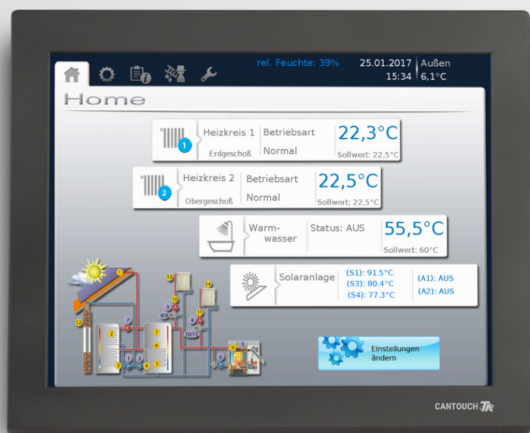 rel. Feuchte: 39%
25.01.2017
Außen
15:34
6,1°C
Home
Heizkreis 1
Betriebsart
22,3°C
Erdgeschoß
Normal
Sollwert: 22,5°C
1
Heizkreis 2
Betriebsart
22,5°C
Obergeschoß
Normal
Sollwert: 22,5°C
2
Warm-
wasser
Status: AUS
55,5°C
Sollwert: 60°C
Solaranlage
(S1): 91.5°C
(S3): 80.4°C
(S4): 77.3°C
(A1): AUS
(A2): AUS
Einstellungen
ändern
CANTOUCH TA